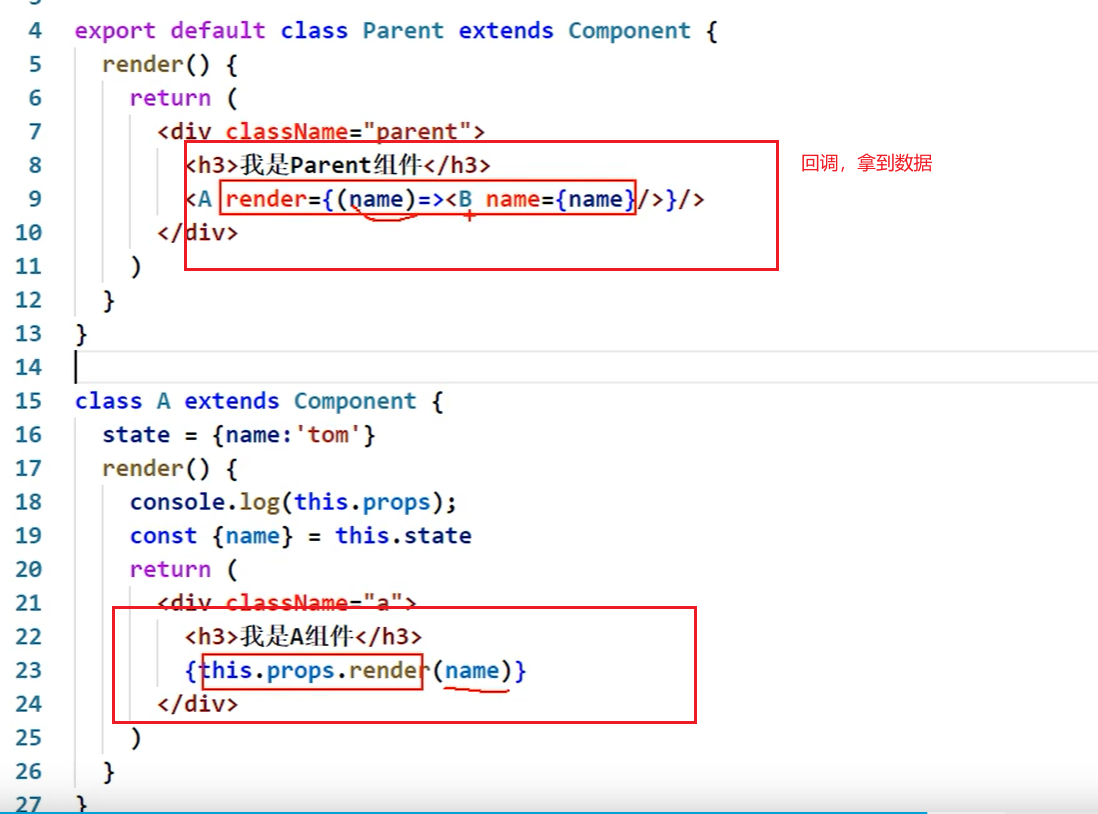 4 export default class Parent extends Component {
5 render() {
6 return (
7 <div className="parent">
8 <h3>我是Parent组件</h3>
回调，拿到数据
9 <A render={(name)=><B name={name}/>}/>
10 </div>
11 )
12 }
13 }
14
15 class A extends Component {
16 state = {name:'tom'}
17 render() {
18 console.log(this.props);
19 const {name} = this.state
20 return (
21 <div className="a">
22 <h3>我是A组件</h3>
23 {this.props.render(name)}
24 </div>
25 )
26 }
27 }